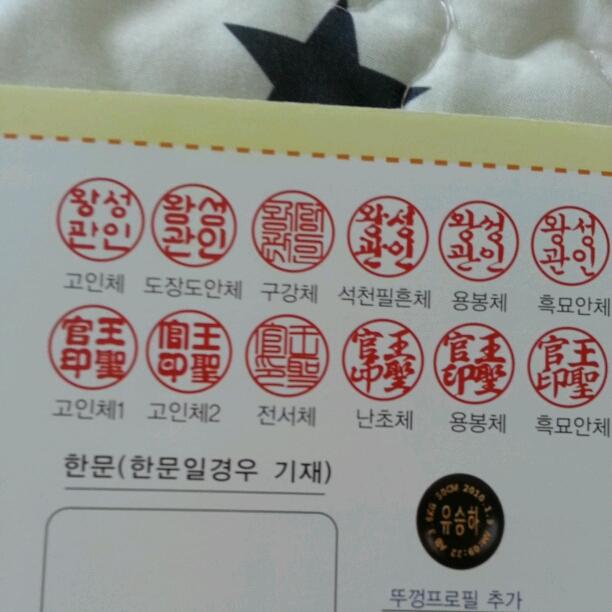 왕성
관인
왕성
관인
왕성
관인
왕성
관인
왕성
관인
왕성
관인
고인체 도장도안체 구강체 석천필흔체 용봉체 흑묘안체
官王
印聖
官王
印聖
官王
印聖
官王
印聖
官王
印聖
官王
印聖
고인체1 고인체2 전서체 난초체 용봉체 흑묘안체
한문(한문일경우 기재)
유승하
뚜껑프로필 추가